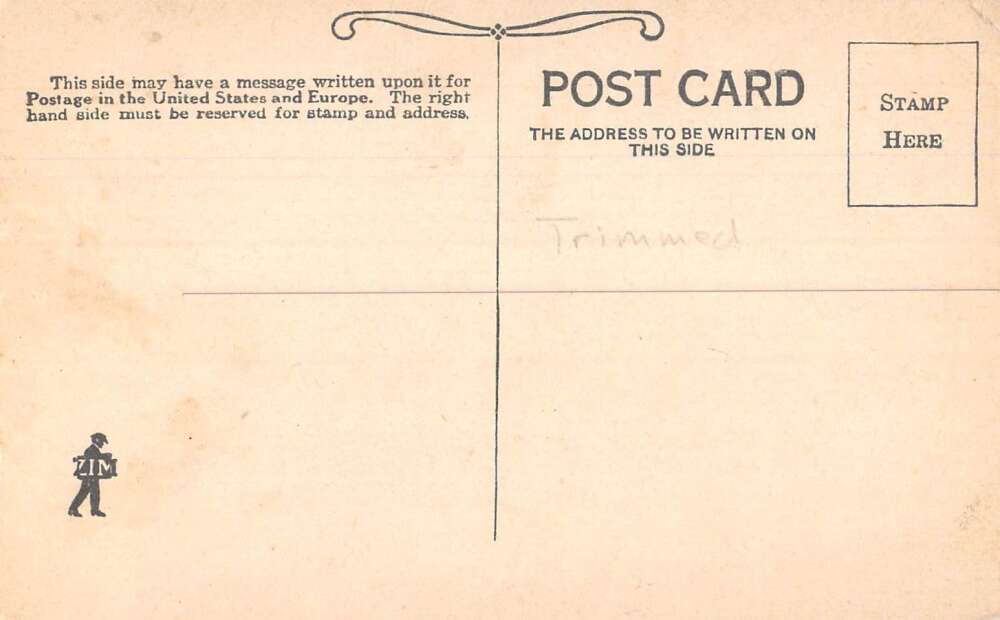 This side may have a message written upon it for
Postage in the United States and Europe. The right
hand side must be reserved for stamp and address.
POST CARD
THE ADDRESS TO BE WRITTEN ON
THIS SIDE
STAMP
HERE
Trimmed
ZIM